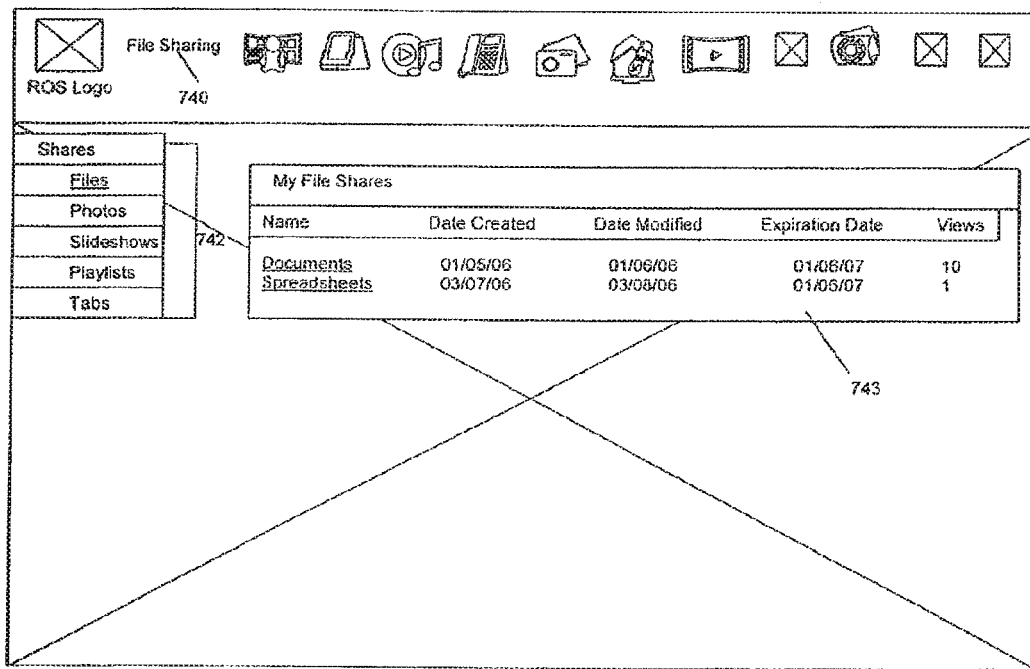 File Sharing
ROS Logo
740
Shares
Files
Photos
Slideshows
Playlists
Tabs
742
My File Shares
Name Date Created Date Modified Expiration Date Views
Documents 01/05/06 01/06/06 01/06/07 10
Spreadsheets 03/07/06 03/08/06 01/06/07 1
743